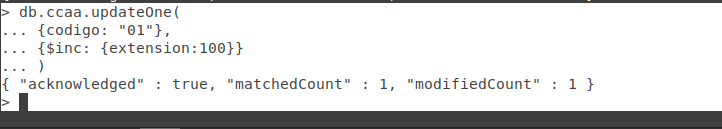 > db.ccaa.updateOne(
... {codigo: "01"},
... {$inc: {extension:100}}
... )
{ "acknowledged" : true, "matchedCount" : 1, "modifiedCount" : 1 }
>